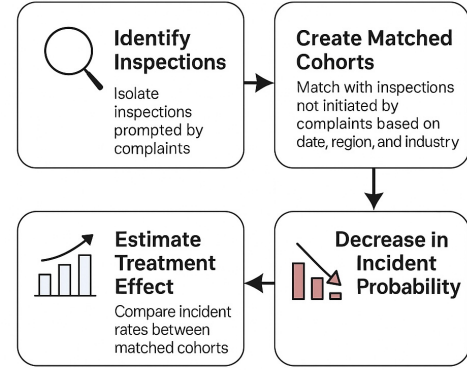 Identify
Inspections
Isolate
inspections
prompted by
complaints
Create Matched
Cohorts
Match with inspections
not initiated by
complaints based on
date, region, and industry
Decrease in
Incident
Probability
Estimate
Treatment
Effect
Compare incident
rates between
matched cohorts